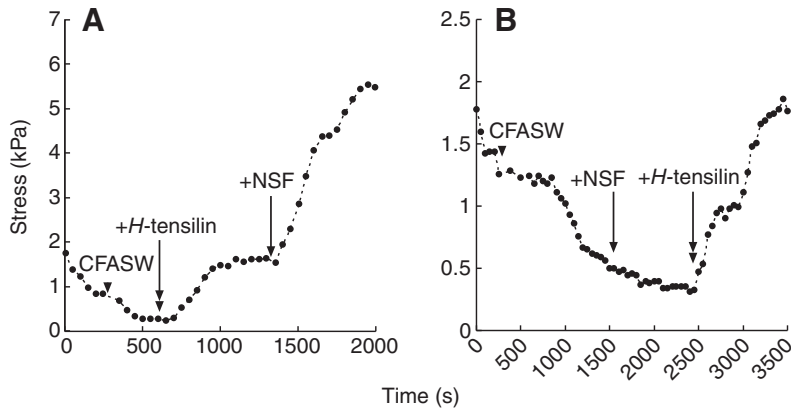 A
7
6
5
4
3
2
1
0
Stress (kPa)
+NSF
+H-tensilin
CFASW
0
500
1000
1500
2000
B
2.5
2
1.5
1
0.5
0
CFASW
+NSF
+H-tensilin
0
500
1000
1500
2000
2500
3000
3500
Time (s)